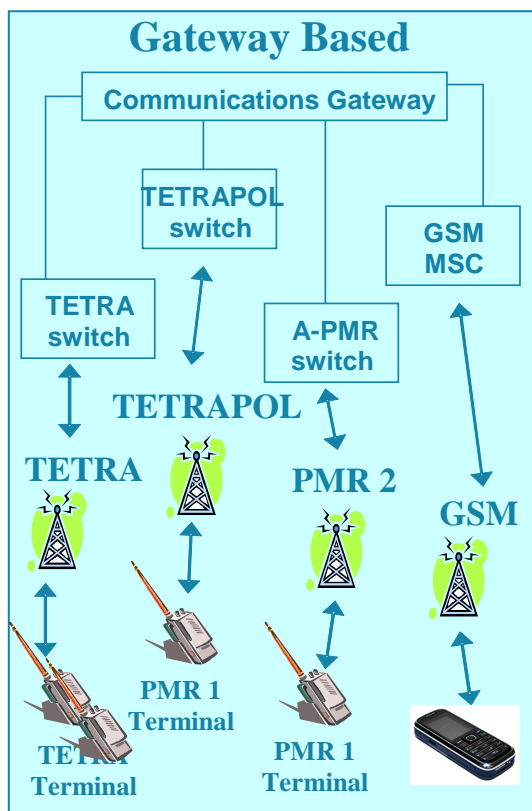 Gateway Based
Communications Gateway
TETRAPOL
switch
GSM
MSC
TETRA
switch
A-PMR
switch
TETRAPOL
TETRA
PMR 2
GSM
PMR 1
Terminal
TETRA
Terminal
PMR 1
Terminal